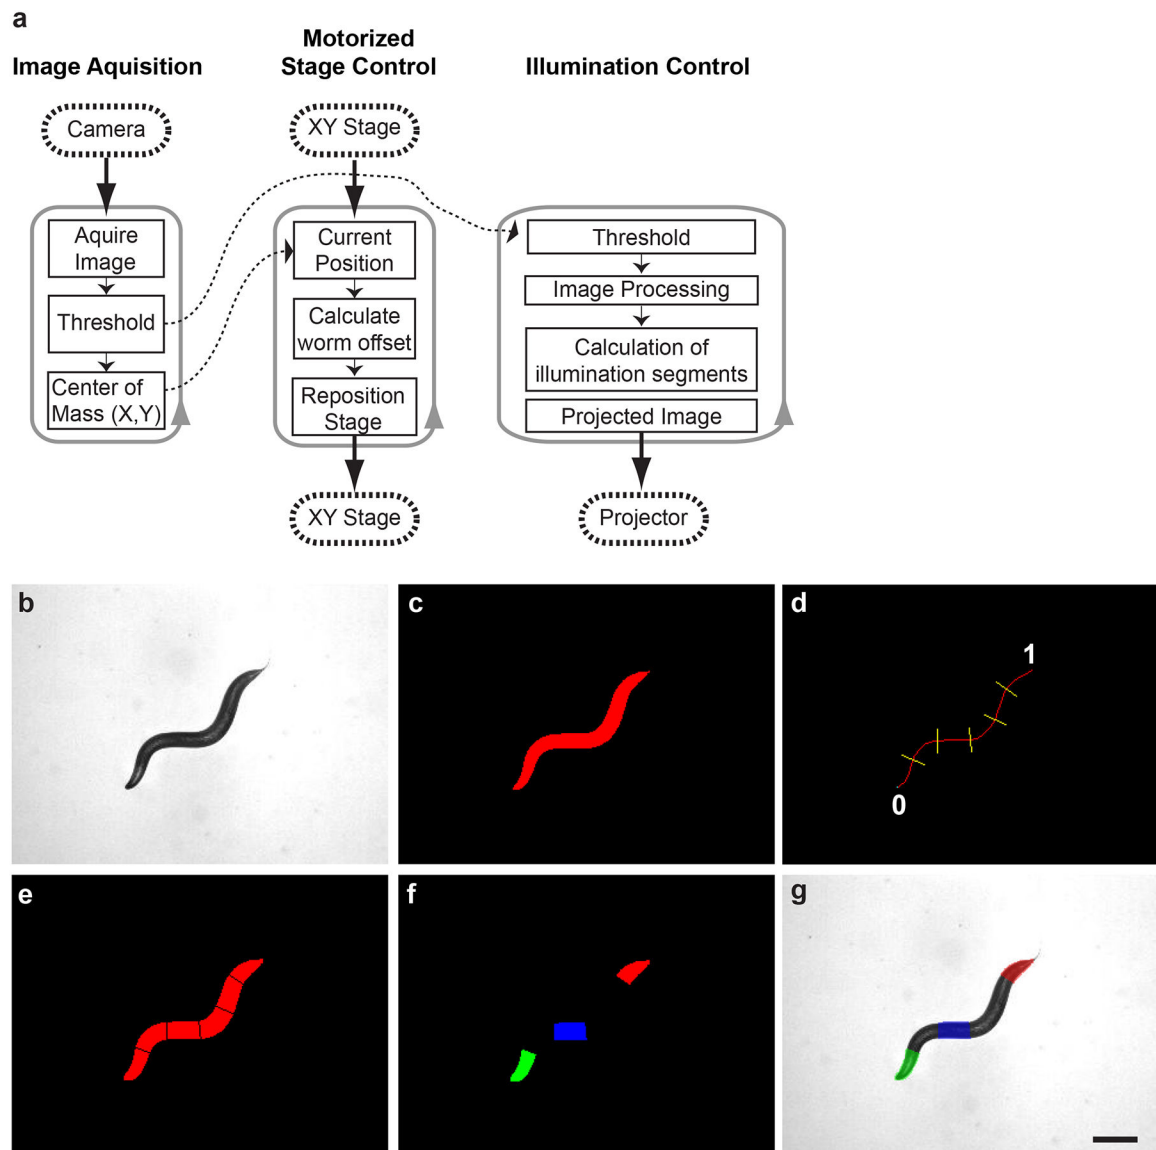 a
Image Aquisition
Motorized
Stage Control
Illumination Control
Camera
Aquire
Image
Threshold
Center of
Mass (X,Y)
XY Stage
Current
Position
Calculate
worm offset
Reposition
Stage
XY Stage
Threshold
Image Processing
Calculation of
illumination segments
Projected Image
Projector
b
c
d
1
0
e
f
g